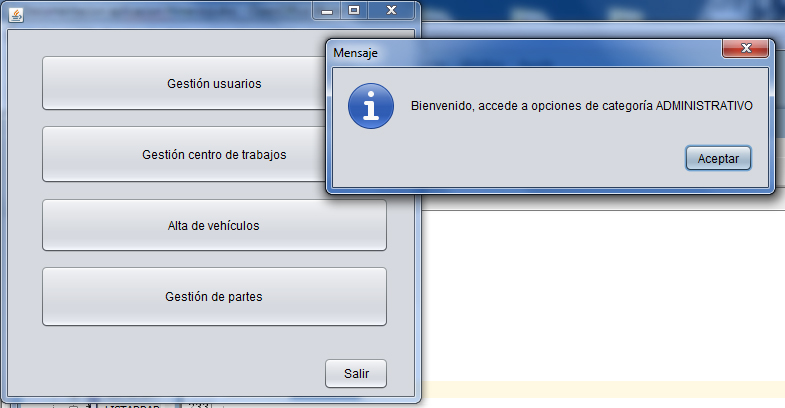 Mensaje
Bienvenido, accede a opciones de categoría ADMINISTRATIVO
Aceptar
Gestión usuarios
Gestión centro de trabajos
Alta de vehículos
Gestión de partes
Salir
233